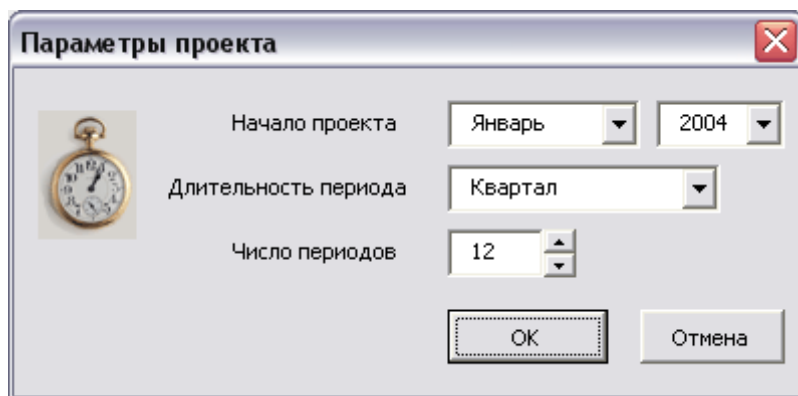 Параметры проекта
Начало проекта Январь 2004
Длительность периода Квартал
Число периодов 12
OK Отмена